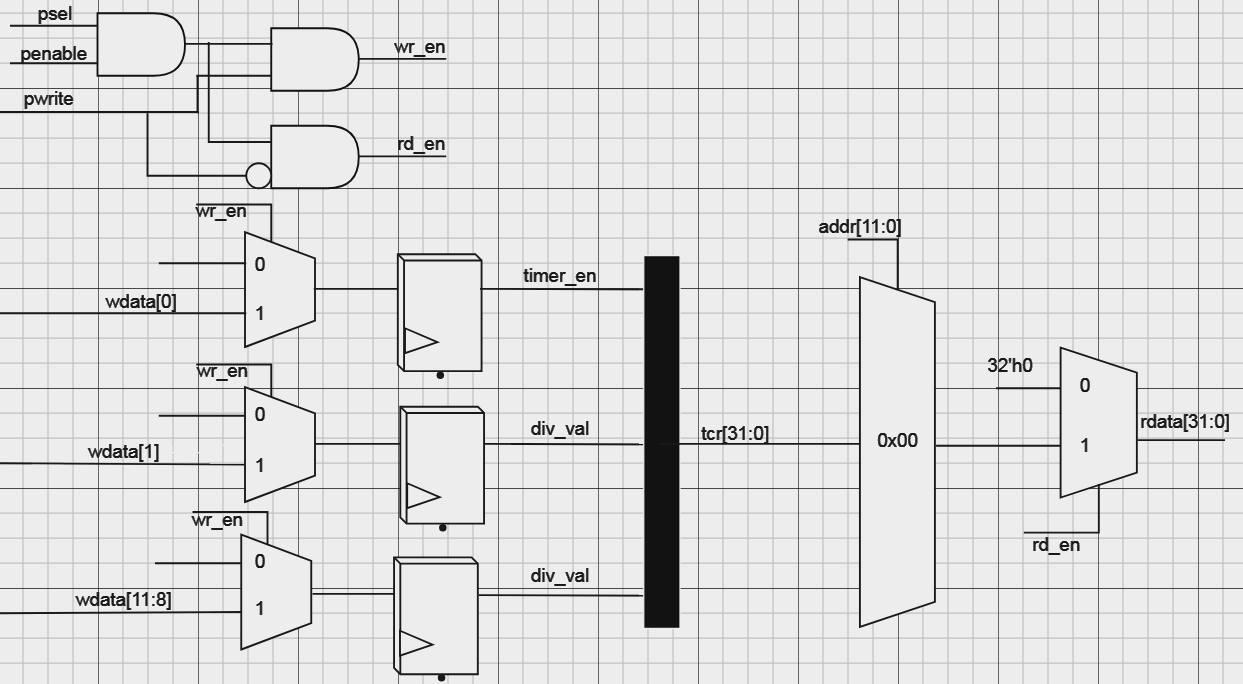 psel
penable
pwrite
wr_en
rd_en
wr_en
0
wdata[0]
1
timer_en
wr_en
0
wdata[1]
1
div_val
wr_en
0
wdata[11:8]
1
div_val
tcr[31:0]
addr[11:0]
0x00
32'h0
0
1
rdata[31:0]
rd_en